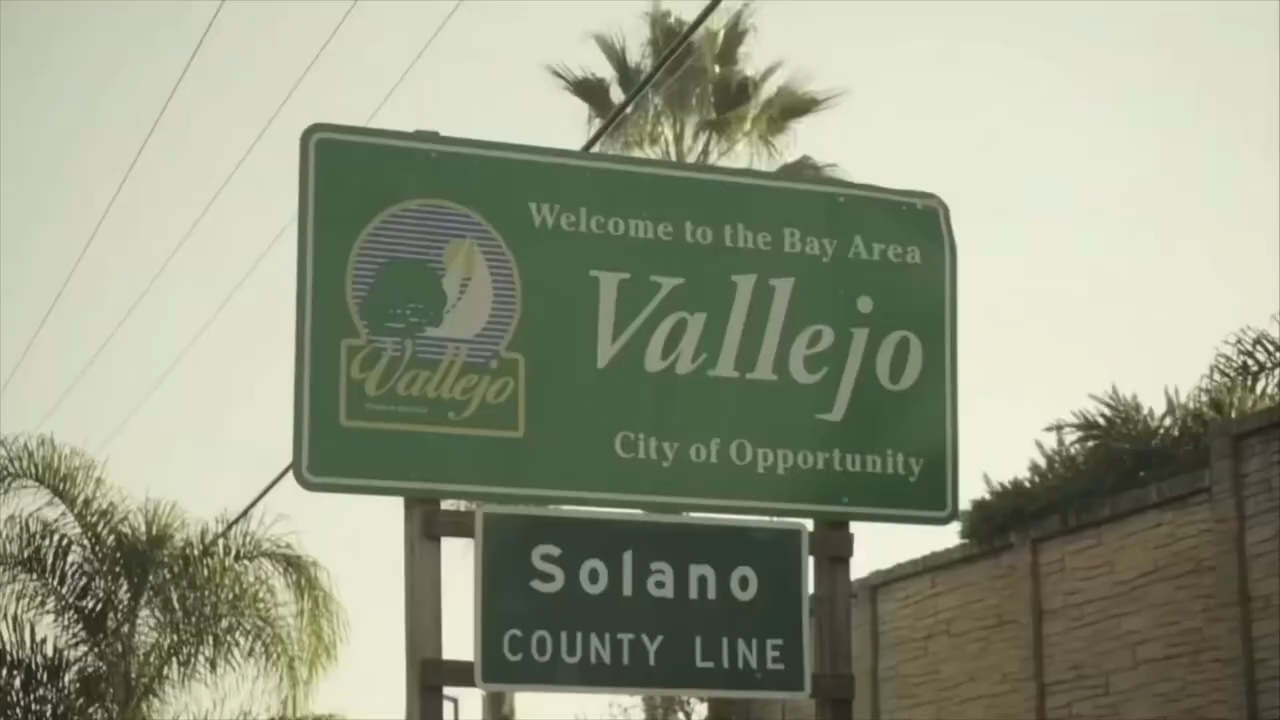 Welcome to the Bay Area
Vallejo
City of Opportunity
Vallejo
Solano
COUNTY LINE